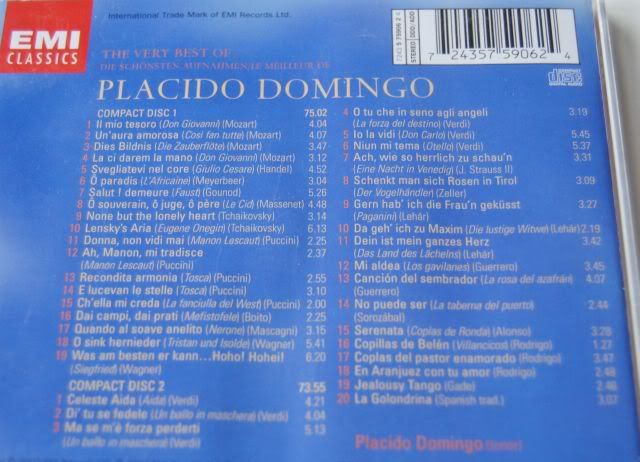 International Trade Mark of EMI Records Ltd.
EMI
CLASSICS
7243 5 75906 2 4
STEREO DDD/ADD
7 24357 59062 4
COMPACT
disc
DIGITAL AUDIO
THE VERY BEST OF
DIE SCHÖNSTEN AUFNAHMEN/LE MEILLEUR DE
PLACIDO DOMINGO
COMPACT DISC 1 75.02
1 Il mio tesoro (Don Giovanni) (Mozart) 4.04
2 Un'aura amorosa (Così fan tutte) (Mozart) 4.07
3 Dies Bildnis (Die Zauberflöte) (Mozart) 4.04
4 La ci darem la mano (Don Giovanni) (Mozart) 3.12
5 Svegliatevi nel core (Giulio Cesare) (Handel) 4.52
6 Ô paradis (L'Africaine) (Meyerbeer) 3.29
7 Salut ! demeure (Faust) (Gounod) 5.26
8 Ô souverain, ô juge, ô père (Le Cid) (Massenet) 4.48
9 None but the lonely heart (Tchaikovsky) 3.14
10 Lensky's Aria (Eugene Onegin) (Tchaikovsky) 6.13
11 Donna, non vidi mai (Manon Lescaut) (Puccini) 2.25
12 Ah, Manon, mi tradisce 2.37
(Manon Lescaut) (Puccini)
13 Recondita armonia (Tosca) (Puccini) 2.55
14 E lucevan le stelle (Tosca) (Puccini) 3.10
15 Ch'ella mi creda (La fanciulla del West) (Puccini) 2.00
16 Dai campi, dai prati (Mefistofele) (Boito) 2.25
17 Quando al soave anelito (Nerone) (Mascagni) 3.15
18 O sink hernieder (Tristan und Isolde) (Wagner) 5.41
19 Was am besten er kann...Hoho! Hohei! 6.20
(Siegfried) (Wagner)
COMPACT DISC 2 73.55
1 Celeste Aida (Aida) (Verdi) 4.21
2 Di' tu se fedele (Un ballo in maschera) (Verdi) 4.04
3 Ma se m'è forza perderti 5.13
(Un ballo in maschera) (Verdi)
4 O tu che in seno agli angeli 3.19
(La forza del destino) (Verdi)
5 Io la vidi (Don Carlo) (Verdi) 5.45
6 Niun mi tema (Otello) (Verdi) 5.37
7 Ach, wie so herrlich zu schau'n 3.31
(Eine Nacht in Venedig) (J. Strauss II)
8 Schenkt man sich Rosen in Tirol 3.09
(Der Vogelhändler) (Zeller)
9 Gern hab' ich die Frau'n geküsst 3.27
(Paganini) (Lehár)
10 Da geh' ich zu Maxim (Die lustige Witwe) (Lehár) 2.19
11 Dein ist mein ganzes Herz 3.42
(Das Land des Lächelns) (Lehár)
12 Mi aldea (Los gavilanes) (Guerrero) 3.45
13 Canción del sembrador (La rosa del azafrán) 4.07
(Guerrero)
14 No puede ser (La taberna del puerto) 2.44
(Sorozábal)
15 Serenata (Coplas de Ronda) (Alonso) 3.28
16 Copillas de Belén (Villancicos) (Rodrigo) 1.27
17 Coplas del pastor enamorado (Rodrigo) 3.22
18 En Aranjuez con tu amor (Rodrigo) 4.48
19 Jealousy Tango (Gade) 2.48
20 La Golondrina (Spanish trad.) 3.07
Placido Domingo (tenor)